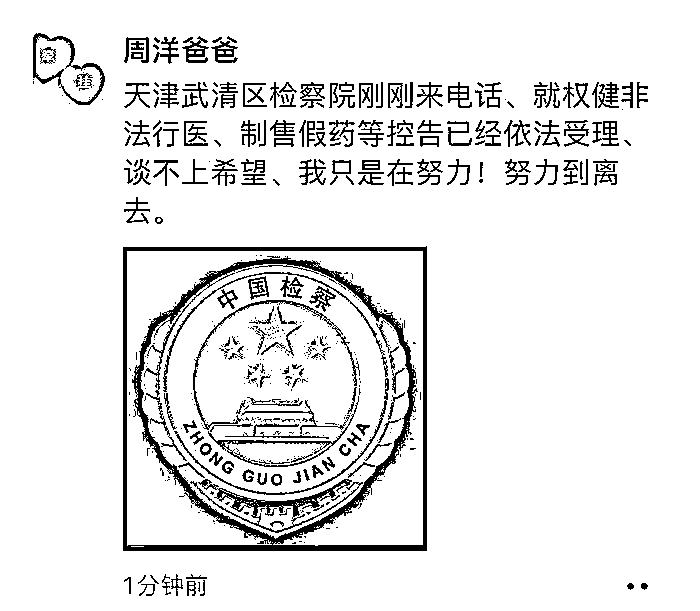 周洋爸爸
天津武清区检察院刚刚来电话、就权健非
法行医、制售假药等控告已经依法受理、
谈不上希望、我只是在努力！努力到离
去。
中国检察
ZHONG GUO JIAN CHA
1分钟前